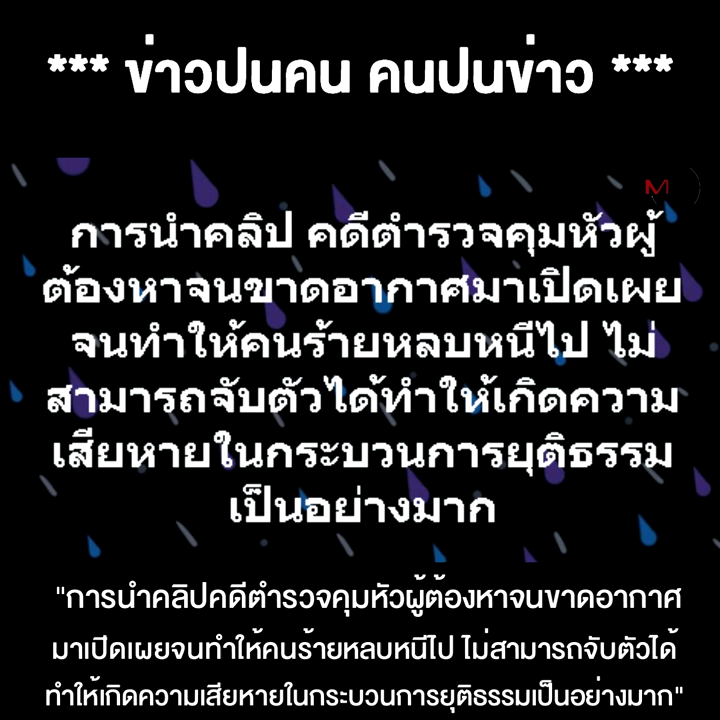 *** ข่าวปนคน คนปนข่าว ***
M
การนำคลิป คดีตำรวจคุมหัวผู้
ต้องหาจนขาดอากาศมาเปิดเผย
จนทำให้คนร้ายหลบหนีไป ไม่
สามารถจับตัวได้ทำให้เกิดความ
เสียหายในกระบวนการยุติธรรม
เป็นอย่างมาก
"การนำคลิปคดีตำรวจคุมหัวผู้ต้องหาจนขาดอากาศ
มาเปิดเผยจนทำให้คนร้ายหลบหนีไป ไม่สามารถจับตัวได้
ทำให้เกิดความเสียหายในกระบวนการยุติธรรมเป็นอย่างมาก"